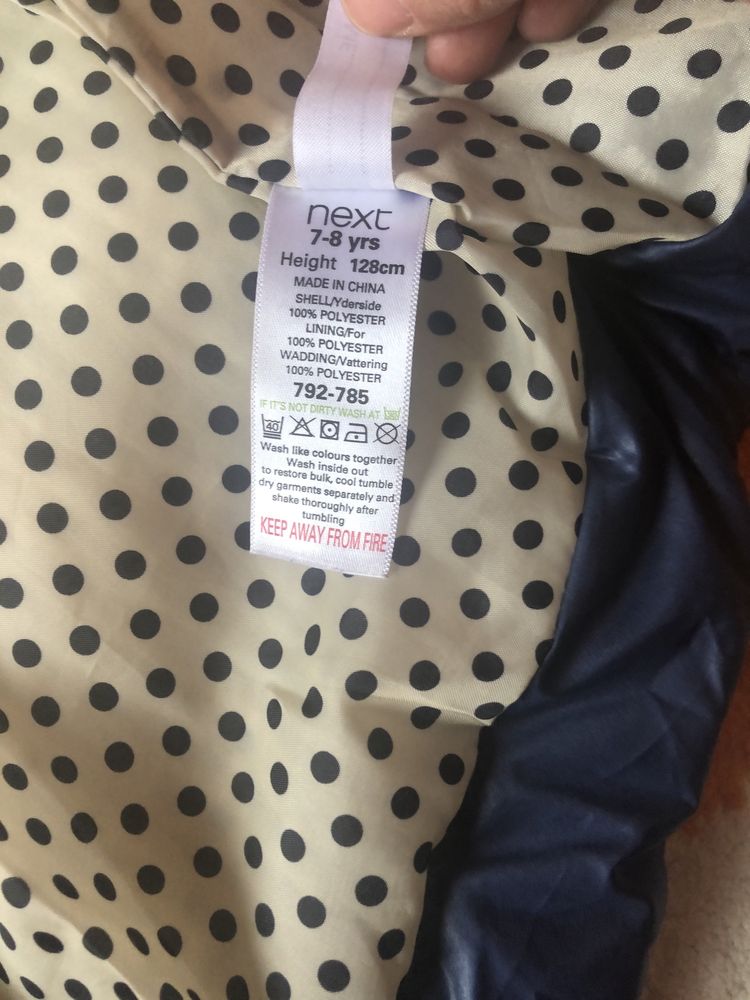 next
7-8 yrs
Height 128cm
MADE IN CHINA
SHELL/Yderside
100% POLYESTER
LINING/For
100% POLYESTER
WADDING/Vattering
100% POLYESTER
792-785
IF IT'S NOT DIRTY WASH AT
40
Wash like colours together
Wash inside out
to restore bulk, cool tumble
dry garments separately and
shake thoroughly after
tumbling
KEEP AWAY FROM FIRE